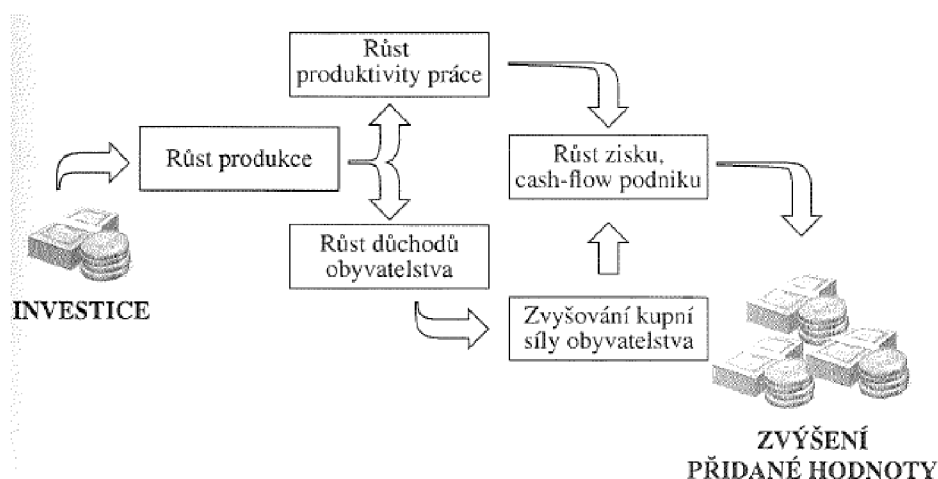 Růst
produktivity práce
Růst produkce
Růst zisku,
cash-flow podniku
Růst důchodů
obyvatelstva
INVESTICE
Zvyšování kupní
síly obyvatelstva
ZVÝŠENÍ
PŘIDANÉ HODNOTY